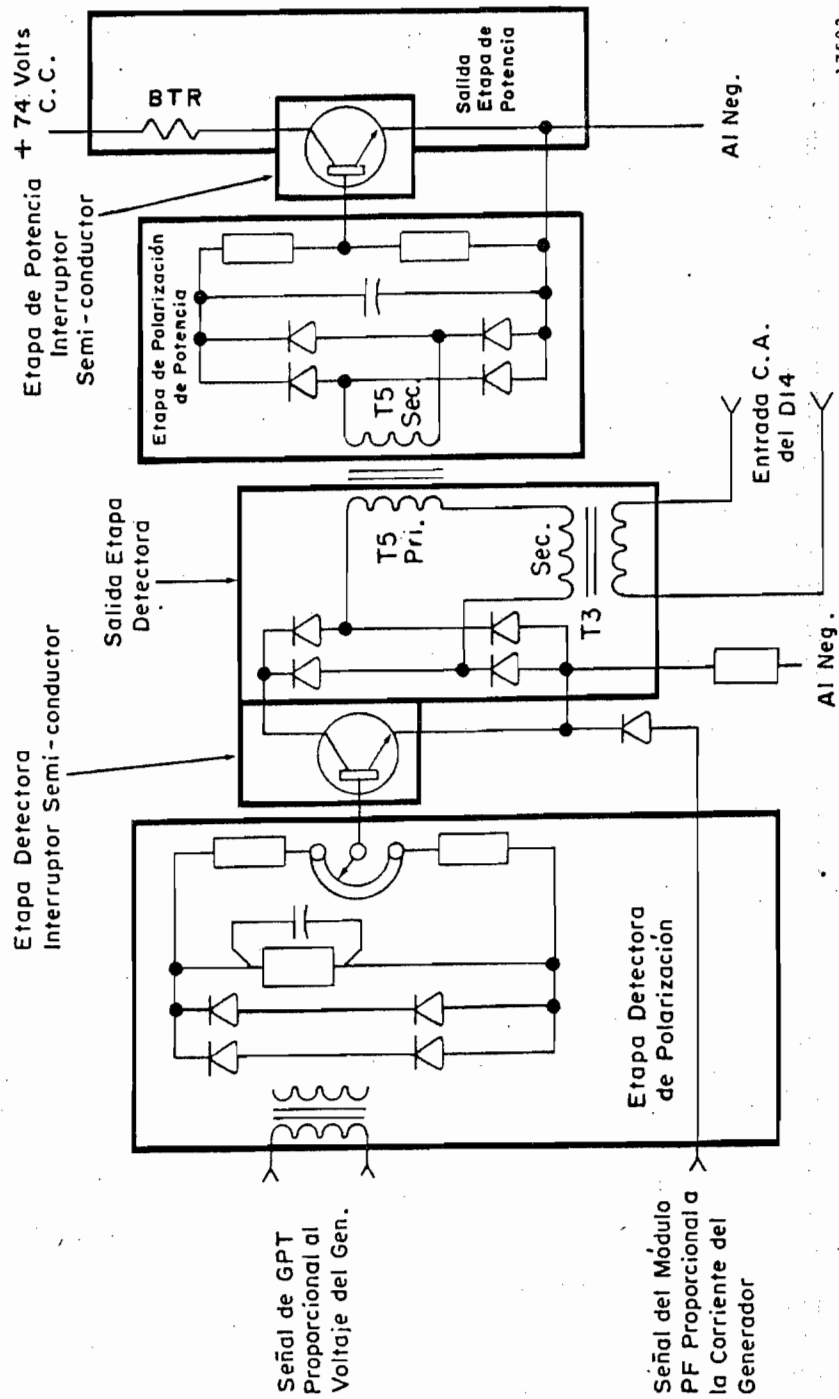 Etapa Detectora
Interruptor Semi-conductor
Salida Etapa
Detectora
Etapa de Potencia
Interruptor
Semi-conductor
+ 74 Volts
C. C.
BTR
Salida
Etapa de
Potencia
Al Neg.
Etapa de Polarización
de Potencia
T5
Sec.
T5
Pri.
Sec.
T3
Entrada C.A.
del D14
Al Neg.
Etapa Detectora
de Polarización
Señal de GPT
Proporcional al
Voltaje del Gen.
Señal del Módulo
PF Proporcional a
la Corriente del
Generador